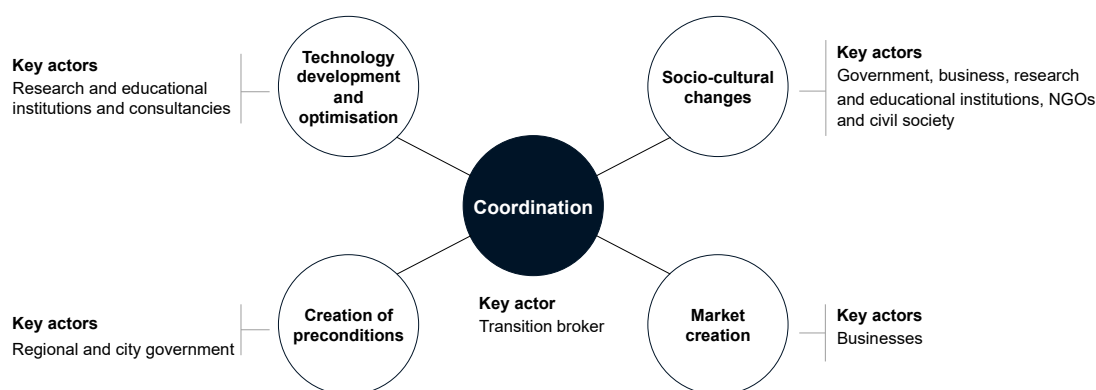 Key actors
Research and educational
institutions and consultancies
Technology
development
and
optimisation
Socio-cultural
changes
Key actors
Government, business, research
and educational institutions, NGOs
and civil society
Coordination
Key actors
Regional and city government
Creation of
preconditions
Key actor
Transition broker
Market
creation
Key actors
Businesses